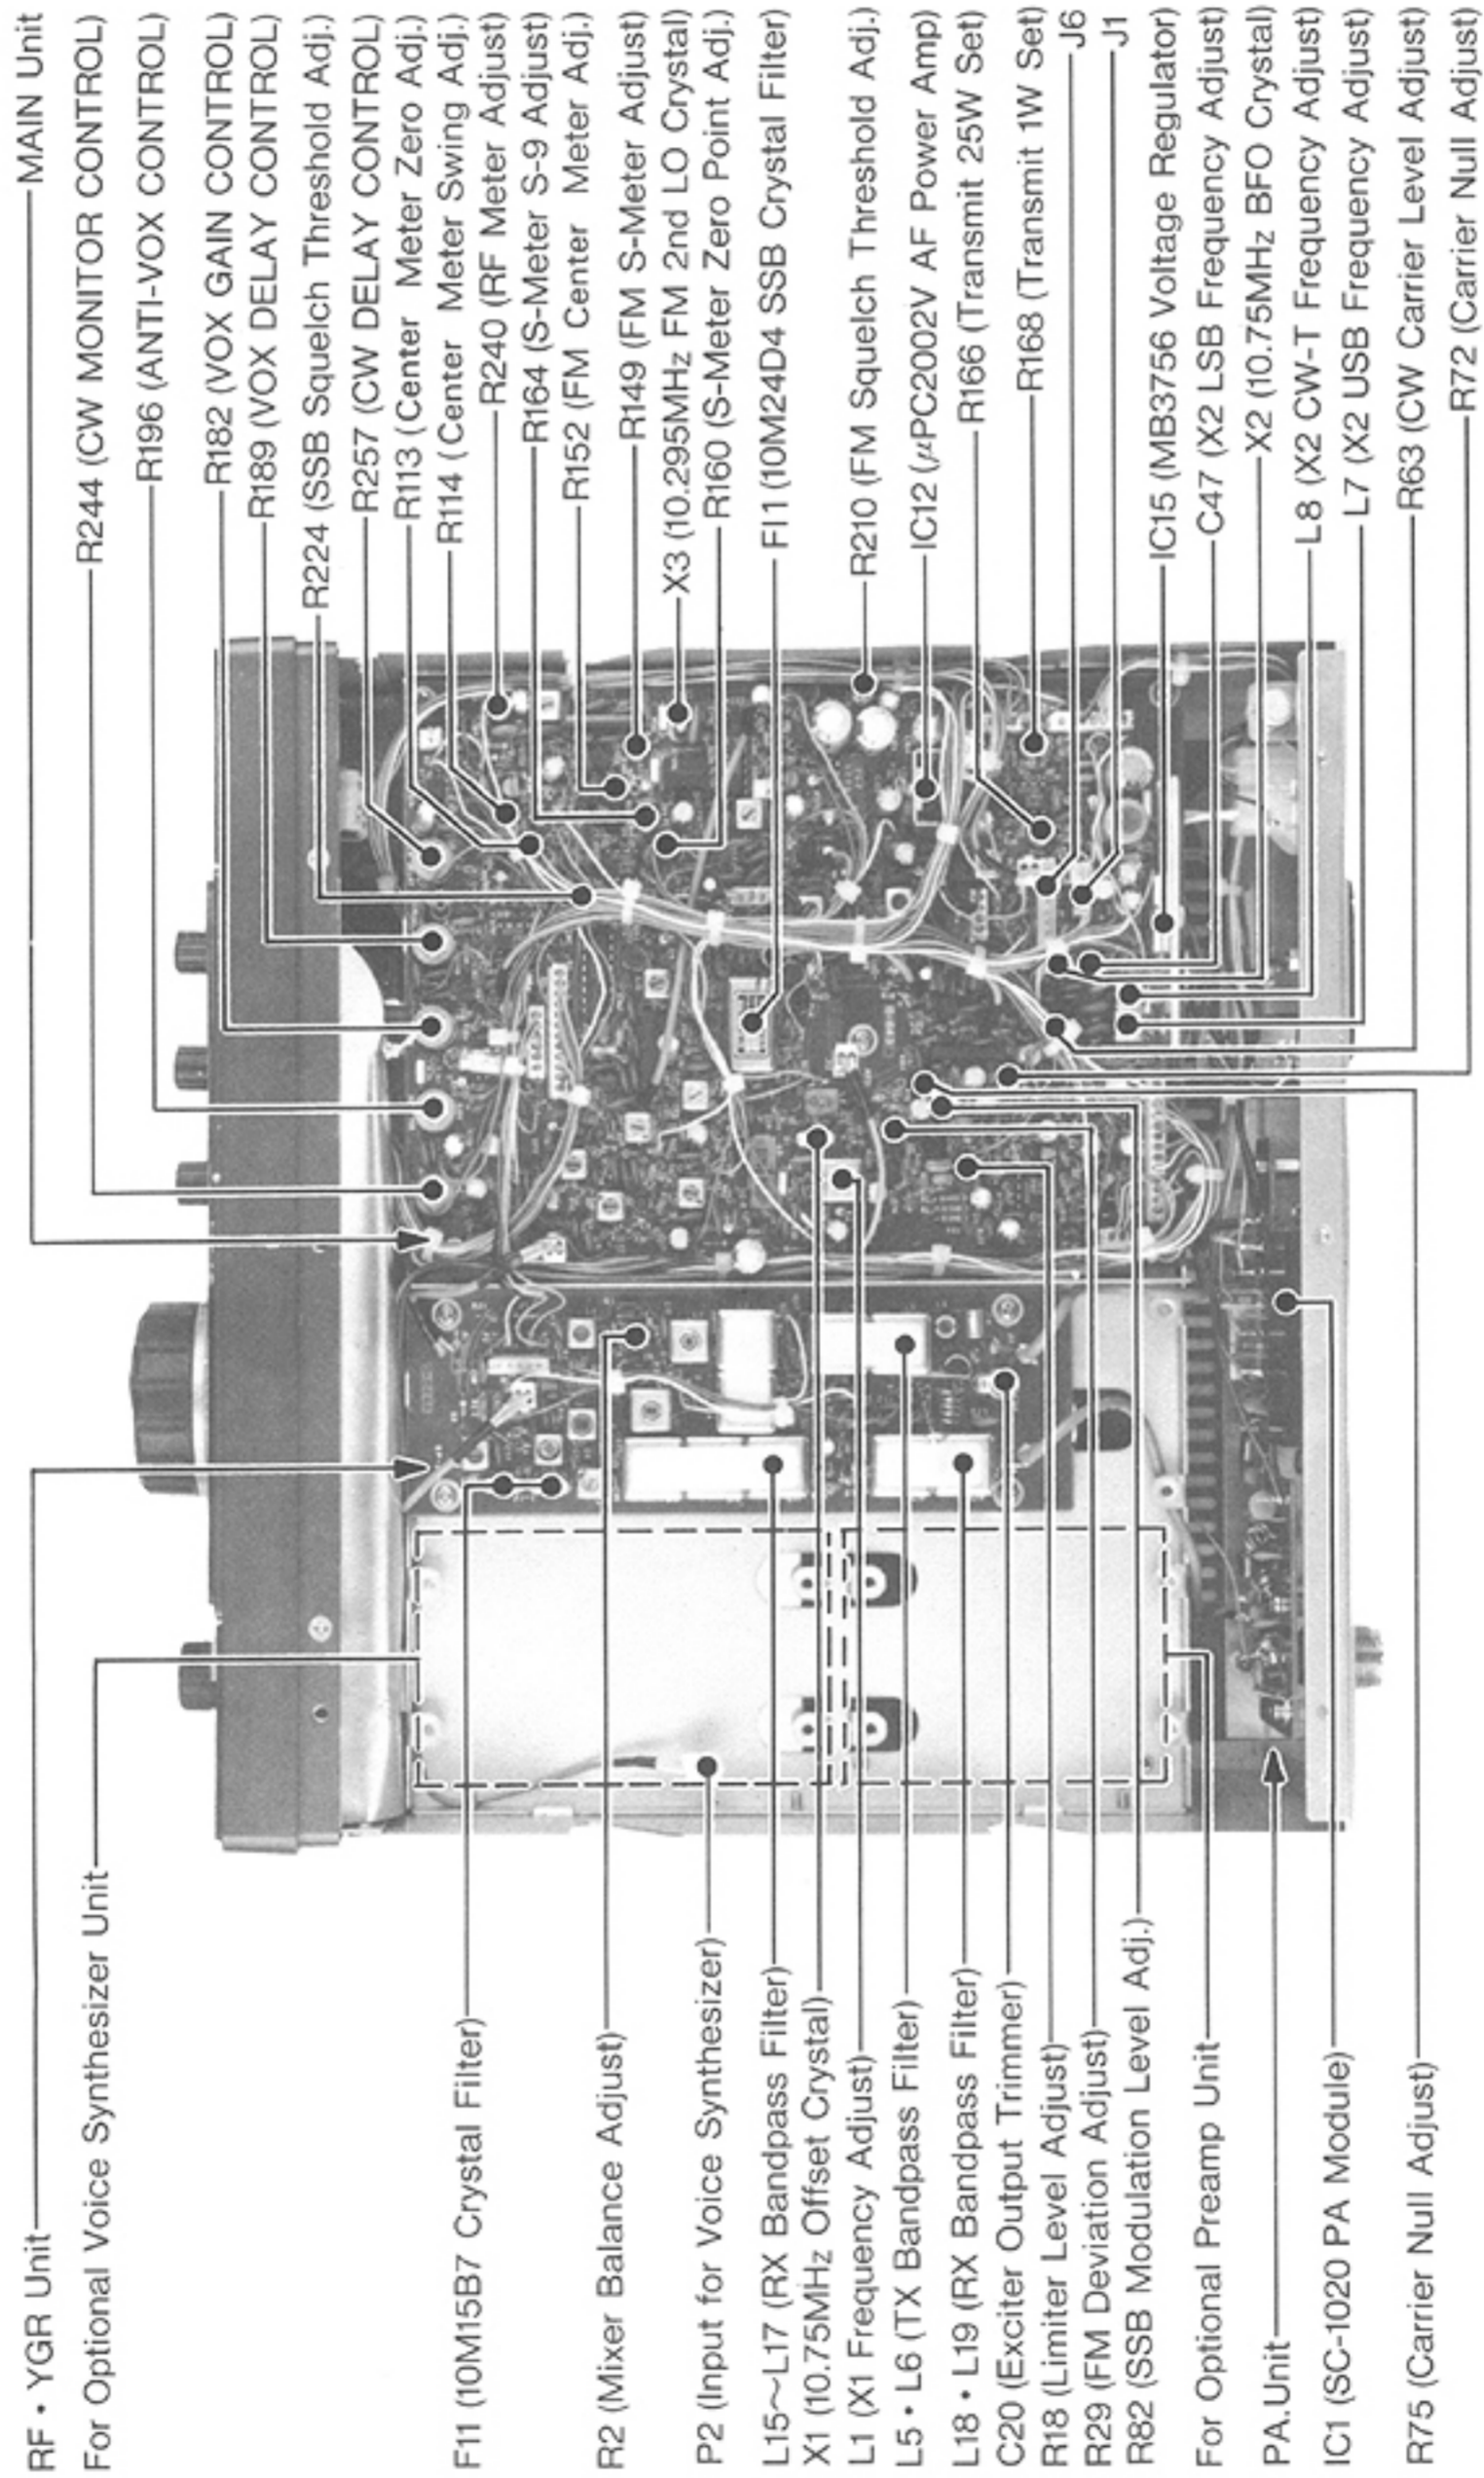 MAIN Unit
R244 (CW MONITOR CONTROL)
R196 (ANTI-VOX CONTROL)
R182 (VOX GAIN CONTROL)
R189 (VOX DELAY CONTROL)
R224 (SSB Squelch Threshold Adj.)
R257 (CW DELAY CONTROL)
R113 (Center Meter Zero Adj.)
R114 (Center Meter Swing Adj.)
R240 (RF Meter Adjust)
R164 (S-Meter S-9 Adjust)
R152 (FM Center Meter Adj.)
R149 (FM S-Meter Adjust)
X3 (10.295MHz FM 2nd LO Crystal)
R160 (S-Meter Zero Point Adj.)
FI1 (10M24D4 SSB Crystal Filter)
R210 (FM Squelch Threshold Adj.)
IC12 (μPC2002V AF Power Amp)
R166 (Transmit 25W Set)
R168 (Transmit 1W Set)
J6
J1
IC15 (MB3756 Voltage Regulator)
C47 (X2 LSB Frequency Adjust)
X2 (10.75MHz BFO Crystal)
L8 (X2 CW-T Frequency Adjust)
L7 (X2 USB Frequency Adjust)
R63 (CW Carrier Level Adjust)
R72 (Carrier Null Adjust)
RF • YGR Unit
For Optional Voice Synthesizer Unit
F11 (10M15B7 Crystal Filter)
R2 (Mixer Balance Adjust)
P2 (Input for Voice Synthesizer)
L15~L17 (RX Bandpass Filter)
X1 (10.75MHz Offset Crystal)
L1 (X1 Frequency Adjust)
L5 • L6 (TX Bandpass Filter)
L18 • L19 (RX Bandpass Filter)
C20 (Exciter Output Trimmer)
R18 (Limiter Level Adjust)
R29 (FM Deviation Adjust)
R82 (SSB Modulation Level Adj.)
For Optional Preamp Unit
PA.Unit
IC1 (SC-1020 PA Module)
R75 (Carrier Null Adjust)